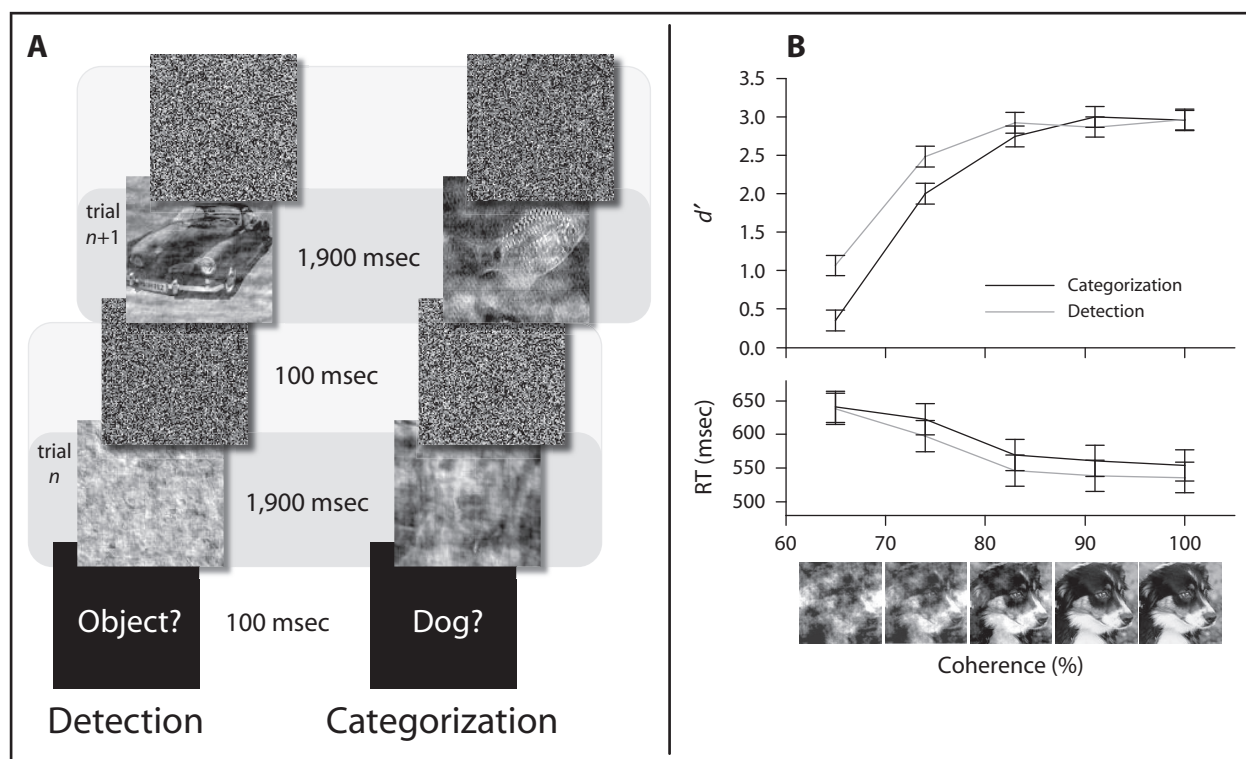 A
trial
n+1
1,900 msec
100 msec
trial
n
1,900 msec
Object?
100 msec
Dog?
Detection
Categorization
B
3.5
3.0
2.5
2.0
1.5
1.0
0.5
0.0
d′
Categorization
Detection
650
600
550
500
RT (msec)
60
70
80
90
100
Coherence (%)